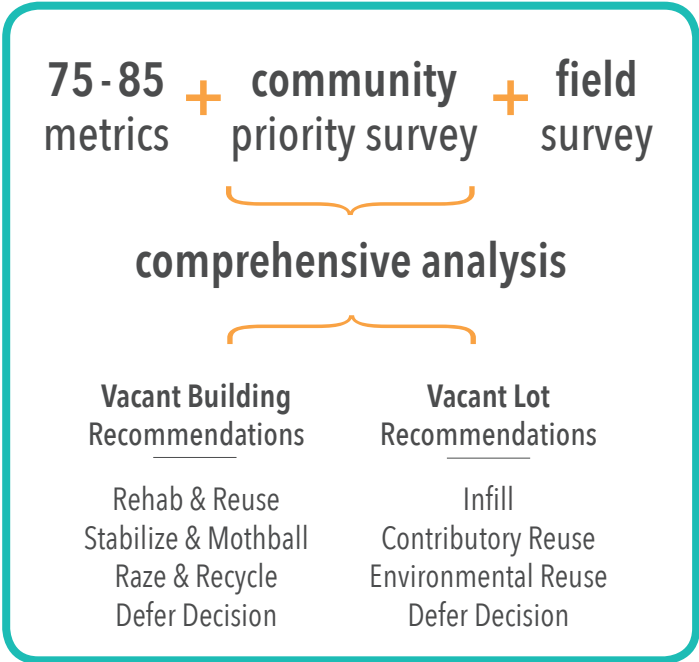 75 - 85 + community + field
metrics priority survey survey
comprehensive analysis
Vacant Building
Recommendations
Rehab & Reuse
Stabilize & Mothball
Raze & Recycle
Defer Decision
Vacant Lot
Recommendations
Infill
Contributory Reuse
Environmental Reuse
Defer Decision